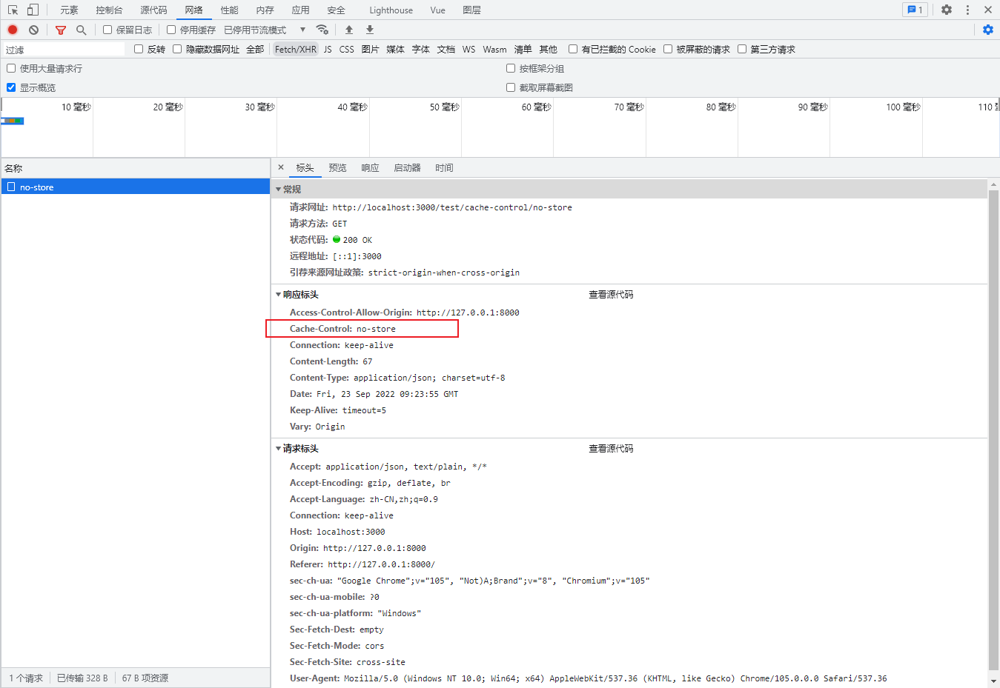 元素 控制台 源代码 网络 性能 内存 应用 安全 Lighthouse Vue 图层 1
保留日志 停用缓存 已停用节流模式
过滤 反转 隐藏数据网址 全部 Fetch/XHR JS CSS 图片 媒体 字体 文档 WS Wasm 清单 其他 有已拦截的 Cookie 被屏蔽的请求 第三方请求
使用大量请求行 按框架分组
显示概览 截取屏幕截图
10 毫秒 20 毫秒 30 毫秒 40 毫秒 50 毫秒 60 毫秒 70 毫秒 80 毫秒 90 毫秒 100 毫秒 110
名称
no-store
标头 预览 响应 启动器 时间
常规
请求网址: http://localhost:3000/test/cache-control/no-store
请求方法: GET
状态代码: 200 OK
远程地址: [::1]:3000
引荐来源网址政策: strict-origin-when-cross-origin
响应标头 查看源代码
Access-Control-Allow-Origin: http://127.0.0.1:8000
Cache-Control: no-store
Connection: keep-alive
Content-Length: 67
Content-Type: application/json; charset=utf-8
Date: Fri, 23 Sep 2022 09:23:55 GMT
Keep-Alive: timeout=5
Vary: Origin
请求标头 查看源代码
Accept: application/json, text/plain, */*
Accept-Encoding: gzip, deflate, br
Accept-Language: zh-CN,zh;q=0.9
Connection: keep-alive
Host: localhost:3000
Origin: http://127.0.0.1:8000
Referer: http://127.0.0.1:8000/
sec-ch-ua: "Google Chrome";v="105", "Not)A;Brand";v="8", "Chromium";v="105"
sec-ch-ua-mobile: ?0
sec-ch-ua-platform: "Windows"
Sec-Fetch-Dest: empty
Sec-Fetch-Mode: cors
Sec-Fetch-Site: cross-site
User-Agent: Mozilla/5.0 (Windows NT 10.0; Win64; x64) AppleWebKit/537.36 (KHTML, like Gecko) Chrome/105.0.0.0 Safari/537.36
1 个请求 已传输 328 B 67 B 项资源